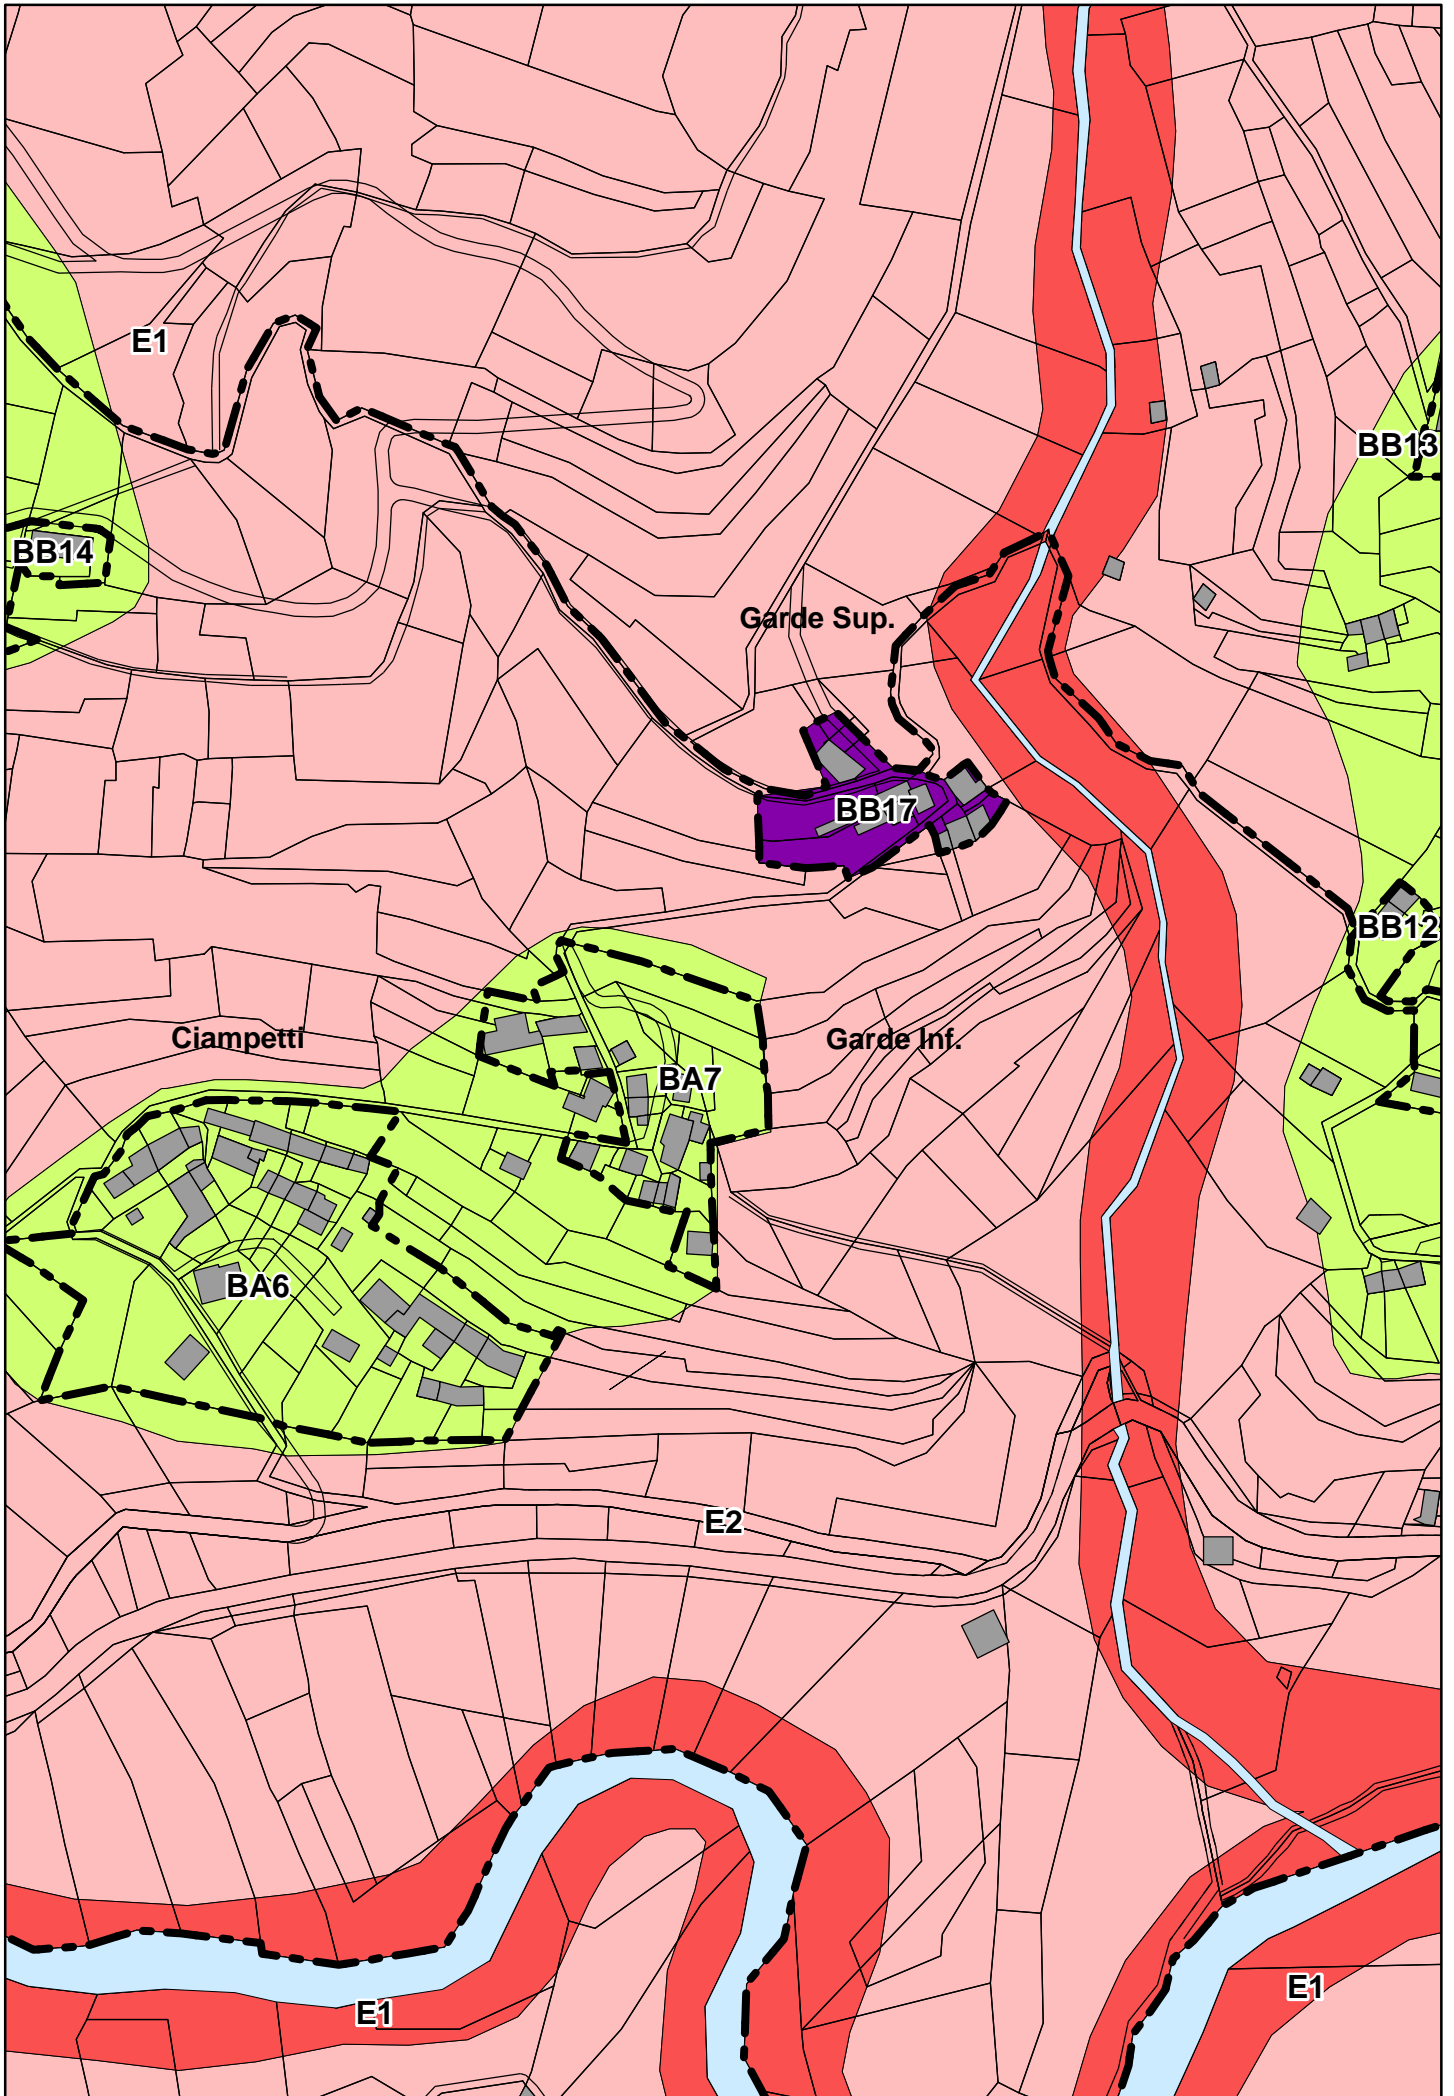 E1
BB13
BB14
Garde Sup.
BB17
BB12
Ciampetti
Garde Inf.
BA7
BA6
E2
E1
E1